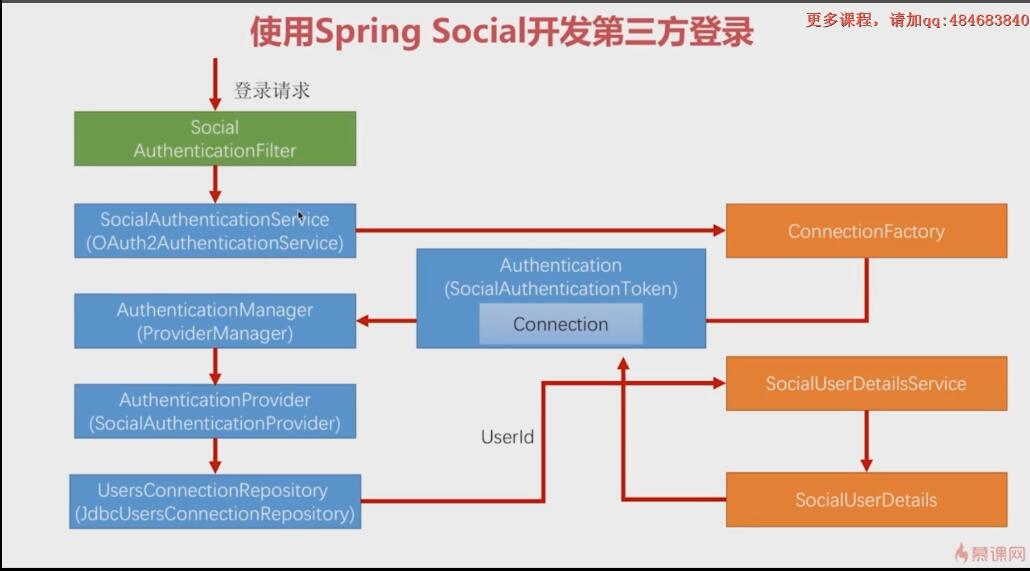 使用Spring Social开发第三方登录
更多课程，请加qq:484683840
登录请求
Social
AuthenticationFilter
SocialAuthenticationService
(OAuth2AuthenticationService)
ConnectionFactory
Authentication
(SocialAuthenticationToken)
Connection
AuthenticationManager
(ProviderManager)
AuthenticationProvider
(SocialAuthenticationProvider)
SocialUserDetailsService
UserId
UsersConnectionRepository
(JdbcUsersConnectionRepository)
SocialUserDetails
慕课网